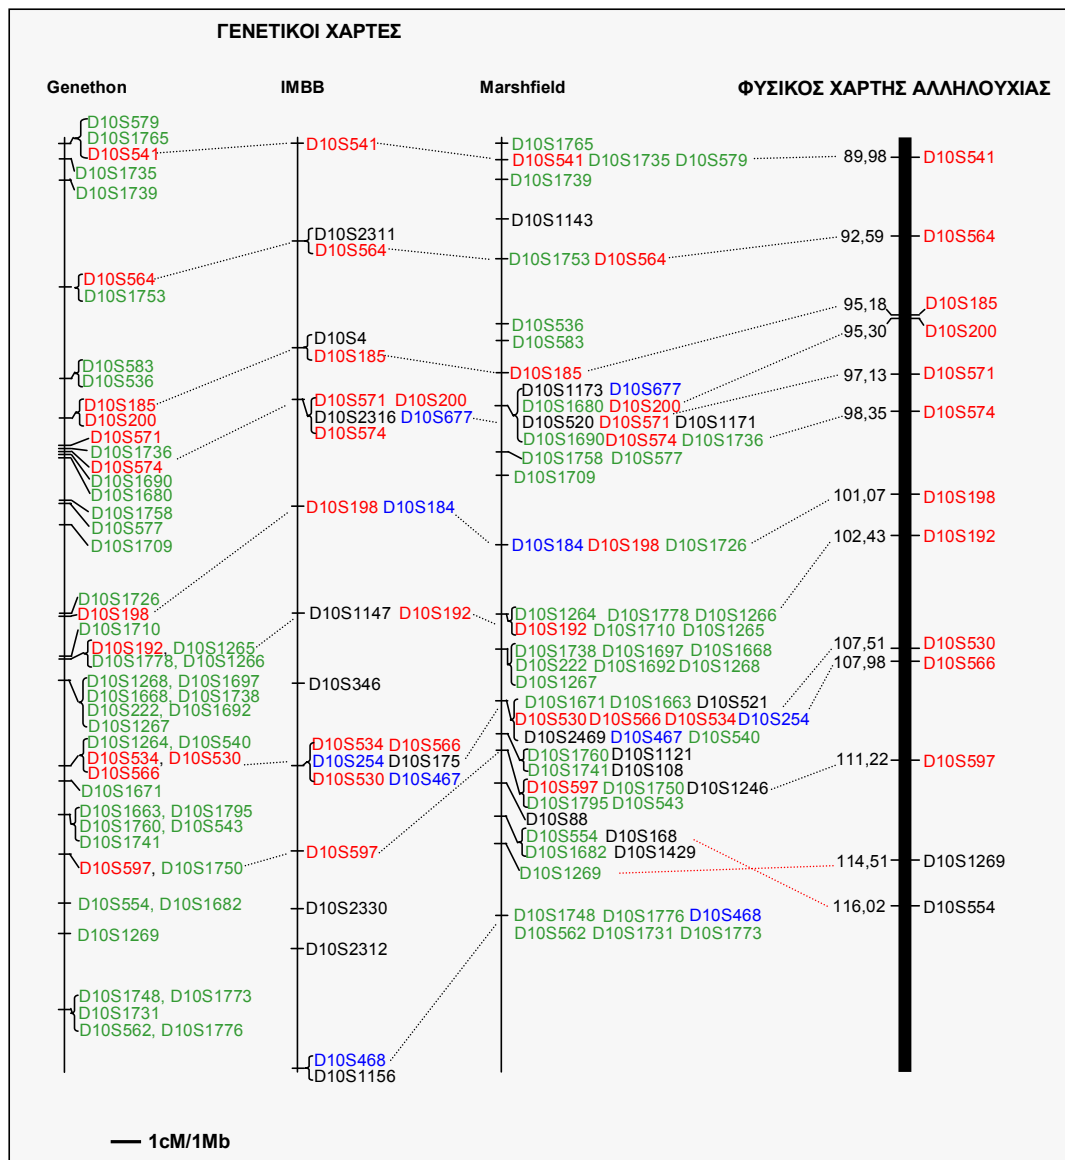 ΓΕΝΕΤΙΚΟΙ ΧΑΡΤΕΣ
Genethon
IMBB
Marshfield
ΦΥΣΙΚΟΣ ΧΑΡΤΗΣ ΑΛΛΗΛΟΥΧΙΑΣ
D10S579
D10S1765
D10S541
D10S1735
D10S1739
D10S564
D10S1753
D10S583
D10S536
D10S185
D10S200
D10S571
D10S1736
D10S574
D10S1690
D10S1680
D10S1758
D10S577
D10S1709
D10S1726
D10S198
D10S1710
D10S192, D10S1265
D10S1778, D10S1266
D10S1268, D10S1697
D10S1668, D10S1738
D10S222, D10S1692
D10S1267
D10S1264, D10S540
D10S534, D10S530
D10S566
D10S1671
D10S1663, D10S1795
D10S1760, D10S543
D10S1741
D10S597, D10S1750
D10S554, D10S1682
D10S1269
D10S1748, D10S1773
D10S1731
D10S562, D10S1776
D10S541
D10S2311
D10S564
D10S4
D10S185
D10S571 D10S200
D10S2316 D10S677
D10S574
D10S198 D10S184
D10S1147 D10S192
D10S346
D10S534 D10S566
D10S254 D10S175
D10S530 D10S467
D10S597
D10S2330
D10S2312
D10S468
D10S1156
D10S1765
D10S541 D10S1735 D10S579
D10S1739
D10S1143
D10S1753 D10S564
D10S536
D10S583
D10S185
D10S1173 D10S677
D10S1680 D10S200
D10S520 D10S571 D10S1171
D10S1690 D10S574 D10S1736
D10S1758 D10S577
D10S1709
D10S184 D10S198 D10S1726
D10S1264 D10S1778 D10S1266
D10S192 D10S1710 D10S1265
D10S1738 D10S1697 D10S1668
D10S222 D10S1692 D10S1268
D10S1267
D10S1671 D10S1663 D10S521
D10S530 D10S566 D10S534 D10S254
D10S2469 D10S467 D10S540
D10S1760 D10S1121
D10S1741 D10S108
D10S597 D10S1750 D10S1246
D10S1795 D10S543
D10S88
D10S554 D10S168
D10S1682 D10S1429
D10S1269
D10S1748 D10S1776 D10S468
D10S562 D10S1731 D10S1773
89,98 D10S541
92,59 D10S564
95,18 D10S185
95,30 D10S200
97,13 D10S571
98,35 D10S574
101,07 D10S198
102,43 D10S192
107,51 D10S530
107,98 D10S566
111,22 D10S597
114,51 D10S1269
116,02 D10S554
1cM/1Mb